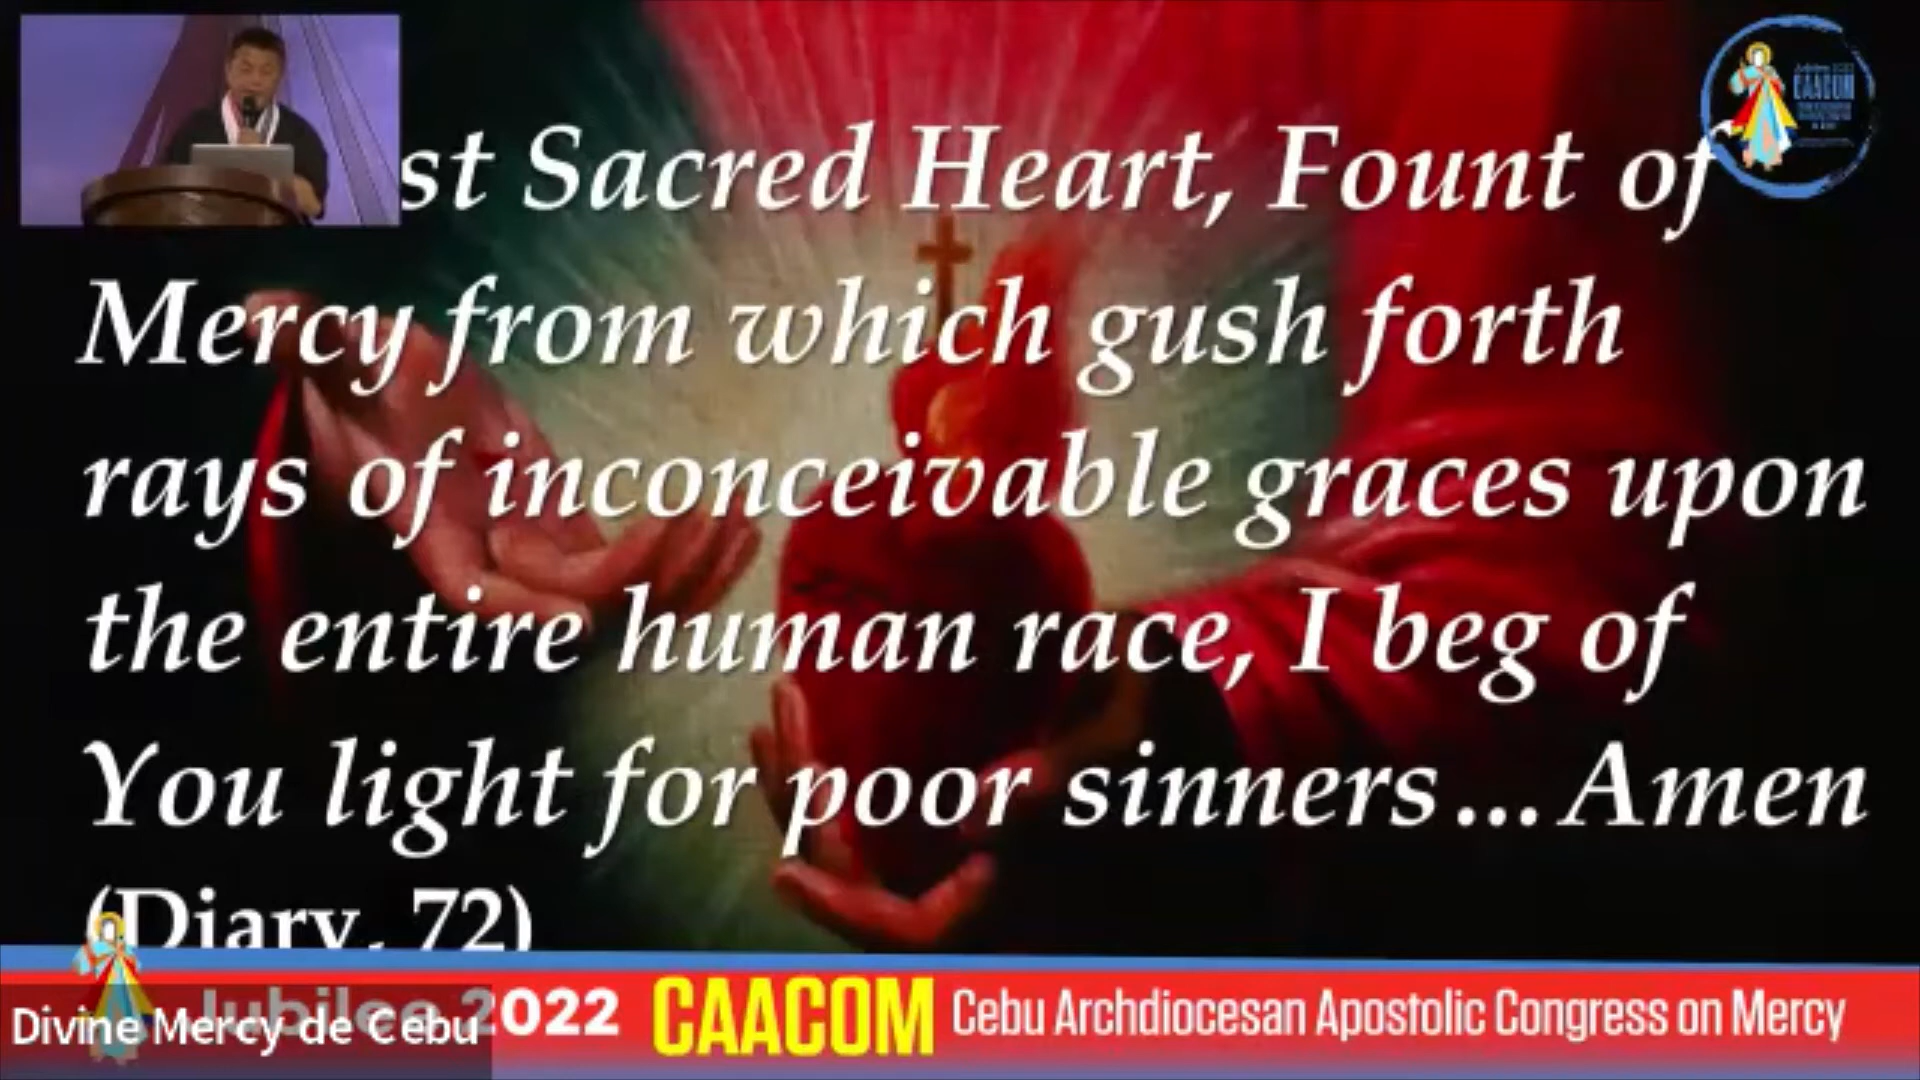 st Sacred Heart, Fount of
Mercy from which gush forth
rays of inconceivable graces upon
the entire human race, I beg of
You light for poor sinners...Amen
(Diary, 72)
CAACOM
Jubilee 2022 CAACOM Cebu Archdiocesan Apostolic Congress on Mercy
Divine Mercy de Cebu